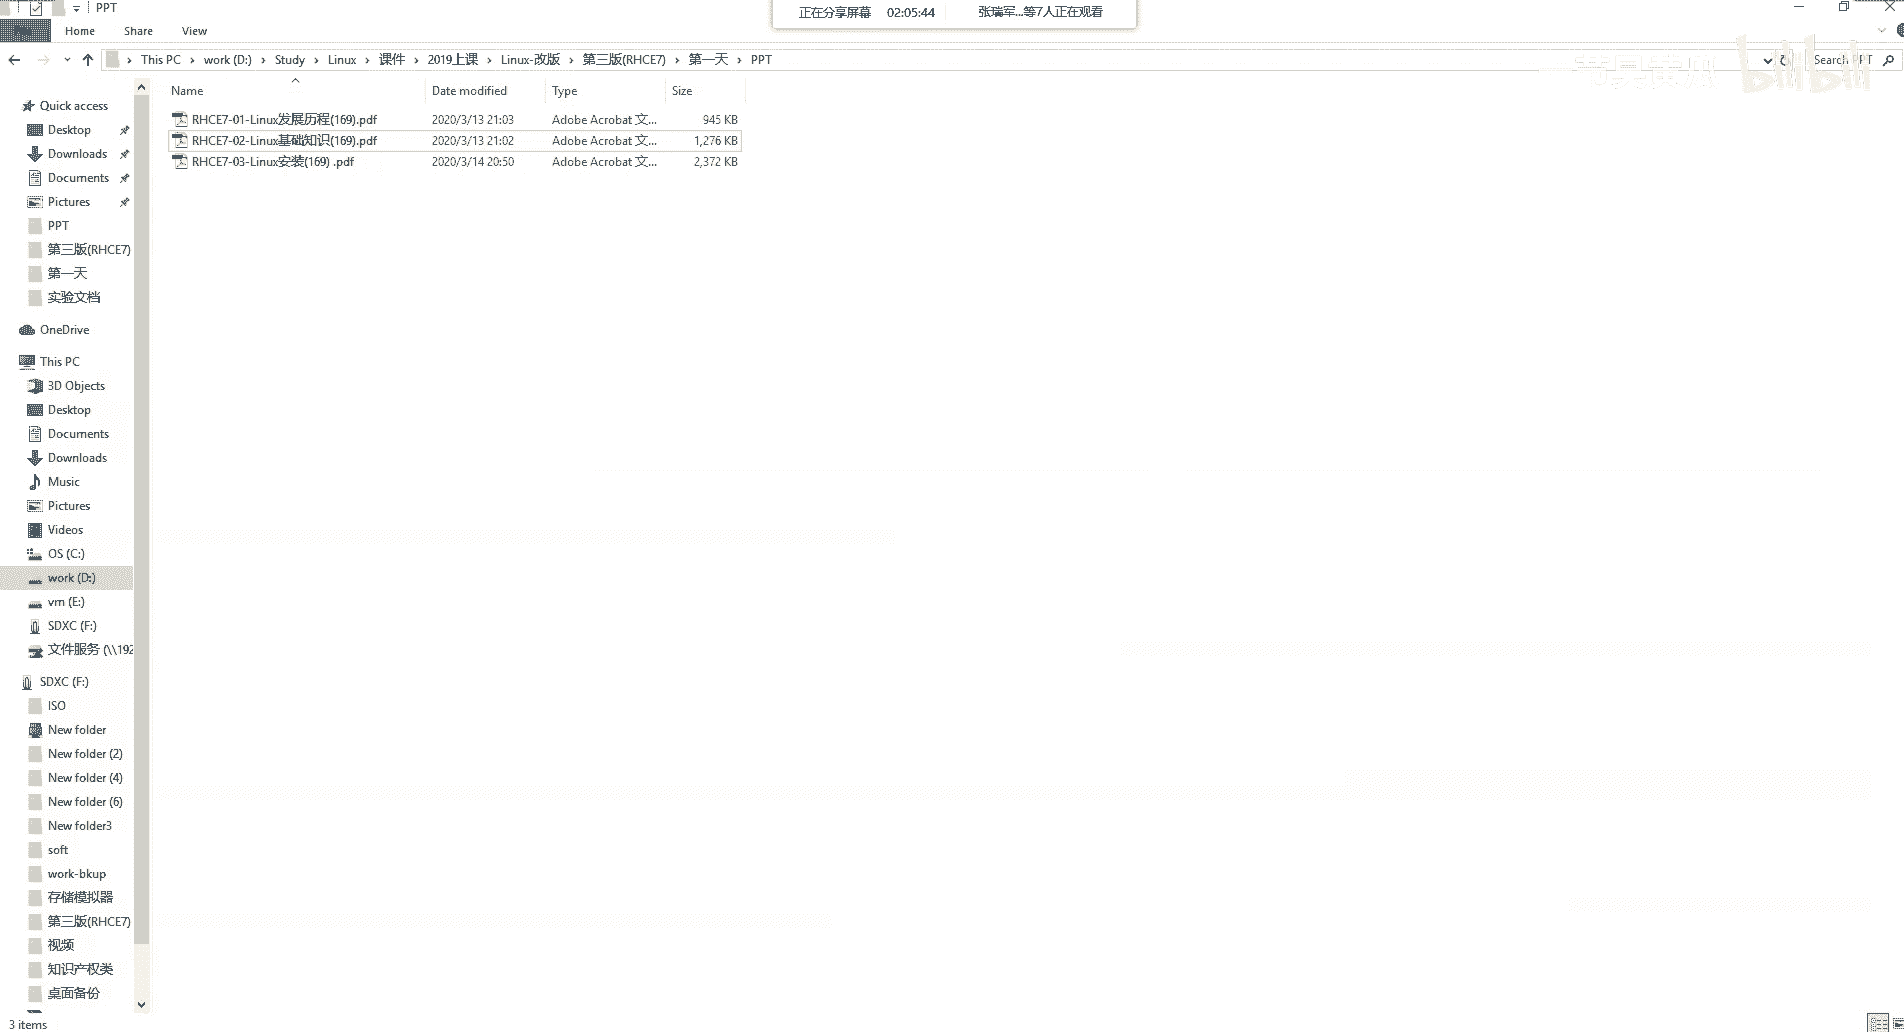 PPT
正在分享屏幕 02:05:44 张瑞军...等7人正在观看
Home Share View
This PC › work (D:) › Study › Linux › 课件 › 2019上课 › Linux-改版 › 第三版(RHCE7) › 第一天 › PPT
Search PPT
bilibili
Name Date modified Type Size
RHCE7-01-Linux发展历程(169).pdf 2020/3/13 21:03 Adobe Acrobat 文... 945 KB
RHCE7-02-Linux基础知识(169).pdf 2020/3/13 21:02 Adobe Acrobat 文... 1,276 KB
RHCE7-03-Linux安装(169) .pdf 2020/3/14 20:50 Adobe Acrobat 文... 2,372 KB
Quick access
Desktop
Downloads
Documents
Pictures
PPT
第三版(RHCE7)
第一天
实验文档
OneDrive
This PC
3D Objects
Desktop
Documents
Downloads
Music
Pictures
Videos
OS (C:)
work (D:)
vm (E:)
SDXC (F:)
文件服务 (\\192
SDXC (F:)
ISO
New folder
New folder (2)
New folder (4)
New folder (6)
New folder3
soft
work-bkup
存储模拟器
第三版(RHCE7)
视频
知识产权类
桌面备份
3 items